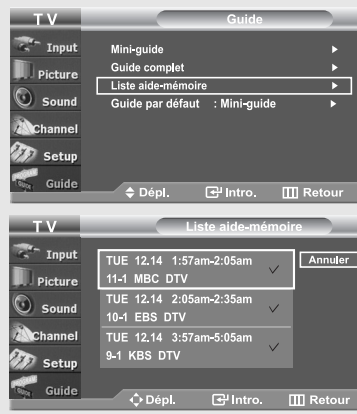 TV
Guide
Input
Picture
Sound
Channel
Setup
Guide
Mini-guide
Guide complet
Liste aide-mémoire
Guide par défaut : Mini-guide
Dépl. Intro. Retour
TV
Liste aide-mémoire
Input
Picture
Sound
Channel
Setup
Guide
TUE 12.14 1:57am-2:05am
11-1 MBC DTV
Annuler
TUE 12.14 2:05am-2:35am
10-1 EBS DTV
TUE 12.14 3:57am-5:05am
9-1 KBS DTV
Dépl. Intro. Retour